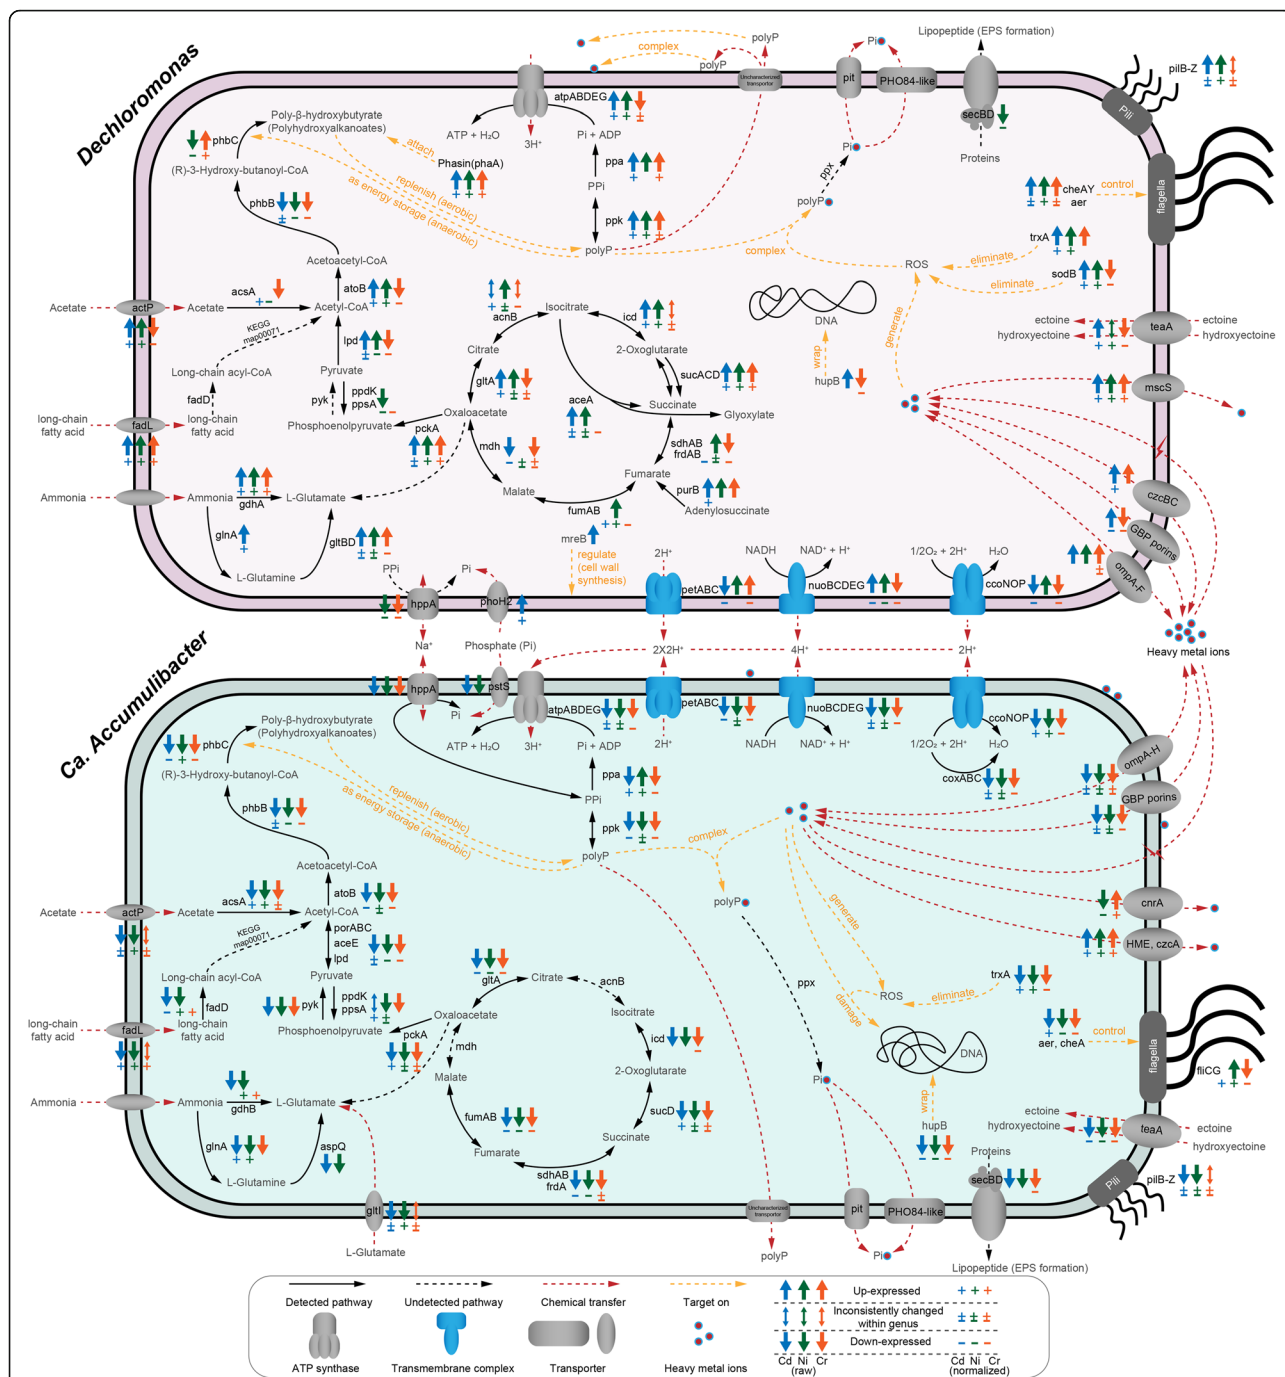 Dechloromonas
Lipopeptide (EPS formation)
polyP
complex
polyP
Pi
pilB-Z
± + ±
Uncharacterized
transporter
pit
PHO84-like
Pili
secBD
−
Proteins
atpABDEG
+ + ±
ATP + H₂O
Pi + ADP
3H⁺
Poly-β-hydroxybutyrate
(Polyhydroxyalkanoates)
phbC
− +
attach
Phasin(phaA)
+ + +
(R)-3-Hydroxy-butanoyl-CoA
replenish (aerobic)
as energy storage (anaerobic)
ppa
+ + +
PPi
ppk
+ + +
polyP
Pi
ppx
polyP
complex
cheAY
aer
± + ±
control
flagella
phbB
± − −
Acetoacetyl-CoA
trxA
+ + +
eliminate
ROS
sodB
± + −
eliminate
Acetate
actP
Acetate
acsA
+ − −
Acetyl-CoA
atoB
± + −
± + −
KEGG
map00071
lpd
± − −
Isocitrate
acnB
+ ± −
icd
+ + ±
Citrate
2-Oxoglutarate
DNA
wrap
hupB
+ −
generate
teaA
ectoine
hydroxyectoine
ectoine
hydroxyectoine
+ ± −
mscS
+ + ±
Long-chain acyl-CoA
fadD
Pyruvate
pyk
ppdK
ppsA
−
gltA
+ ± ±
sucACD
+ + +
aceA
± ± −
Succinate
Glyoxylate
long-chain
fatty acid
fadL
long-chain
fatty acid
+ + +
Phosphoenolpyruvate
pckA
± + +
Oxaloacetate
mdh
− ± −
sdhAB
frdAB
− ± −
Fumarate
Malate
fumAB
+ + −
purB
+ + +
Adenylosuccinate
Ammonia
Ammonia
+ + +
gdhA
L-Glutamate
glnA
+
gltBD
± ± −
L-Glutamine
mreB
+
regulate
(cell wall
synthesis)
PPi
Pi
hppA
− −
phoH2
+
2H⁺
petABC
− + −
NADH
NAD⁺ + H⁺
nuoBCDEG
− − −
1/2O₂ + 2H⁺
H₂O
ccoNOP
− −
czcBC
+ +
GBP porins
+ −
ompA-F
+ + ±
Na⁺
Phosphate (Pi)
2X2H⁺
4H⁺
2H⁺
Heavy metal ions
Ca. Accumulibacter
hppA
pstS
Pi
atpABDEG
± − −
ATP + H₂O
3H⁺
Pi + ADP
petABC
− ± −
2H⁺
nuoBCDEG
± − −
NADH
NAD⁺ + H⁺
ccoNOP
± + −
1/2O₂ + 2H⁺
H₂O
coxABC
± ± −
Poly-β-hydroxybutyrate
(Polyhydroxyalkanoates)
phbC
− ± −
(R)-3-Hydroxy-butanoyl-CoA
replenish (aerobic)
as energy storage (anaerobic)
phbB
± − −
ppa
− + −
PPi
ppk
− ± −
polyP
complex
polyP
ompA-H
± ± ±
GBP porins
± ± −
Acetoacetyl-CoA
Acetate
actP
Acetate
acsA
+ + ±
Acetyl-CoA
atoB
− ± −
± + ±
KEGG
map00071
porABC
aceE
lpd
± − −
generate
damage
cnrA
− +
HME, czcA
+ + +
Long-chain acyl-CoA
fadD
− +
Pyruvate
pyk
ppdK
ppsA
+ ±
gltA
− − −
Citrate
acnB
Isocitrate
ppx
ROS
eliminate
trxA
± + −
long-chain
fatty acid
fadL
long-chain
fatty acid
± + ±
Phosphoenolpyruvate
pckA
+ ± ±
Oxaloacetate
mdh
icd
− −
DNA
aer, cheA
± − −
control
flagella
fliCG
+ + −
Malate
2-Oxoglutarate
Pi
wrap
hupB
− − −
Ammonia
Ammonia
+ +
gdhB
L-Glutamate
fumAB
− − −
sucD
± + ±
ectoine
hydroxyectoine
teaA
ectoine
hydroxyectoine
glnA
+ +
aspQ
L-Glutamine
Fumarate
Succinate
sdhAB
frdA
− − ±
Proteins
secBD
−
Pili
pilB-Z
± ± ±
gltI
± + ±
L-Glutamate
Uncharacterized
transporter
polyP
pit
PHO84-like
Pi
Lipopeptide (EPS formation)
Detected pathway
Undetected pathway
Chemical transfer
Target on
Up-expressed
+ + +
Inconsistently changed
within genus
± ± ±
Down-expressed
− − −
ATP synthase
Transmembrane complex
Transporter
Heavy metal ions
Cd Ni Cr
(raw)
Cd Ni Cr
(normalized)